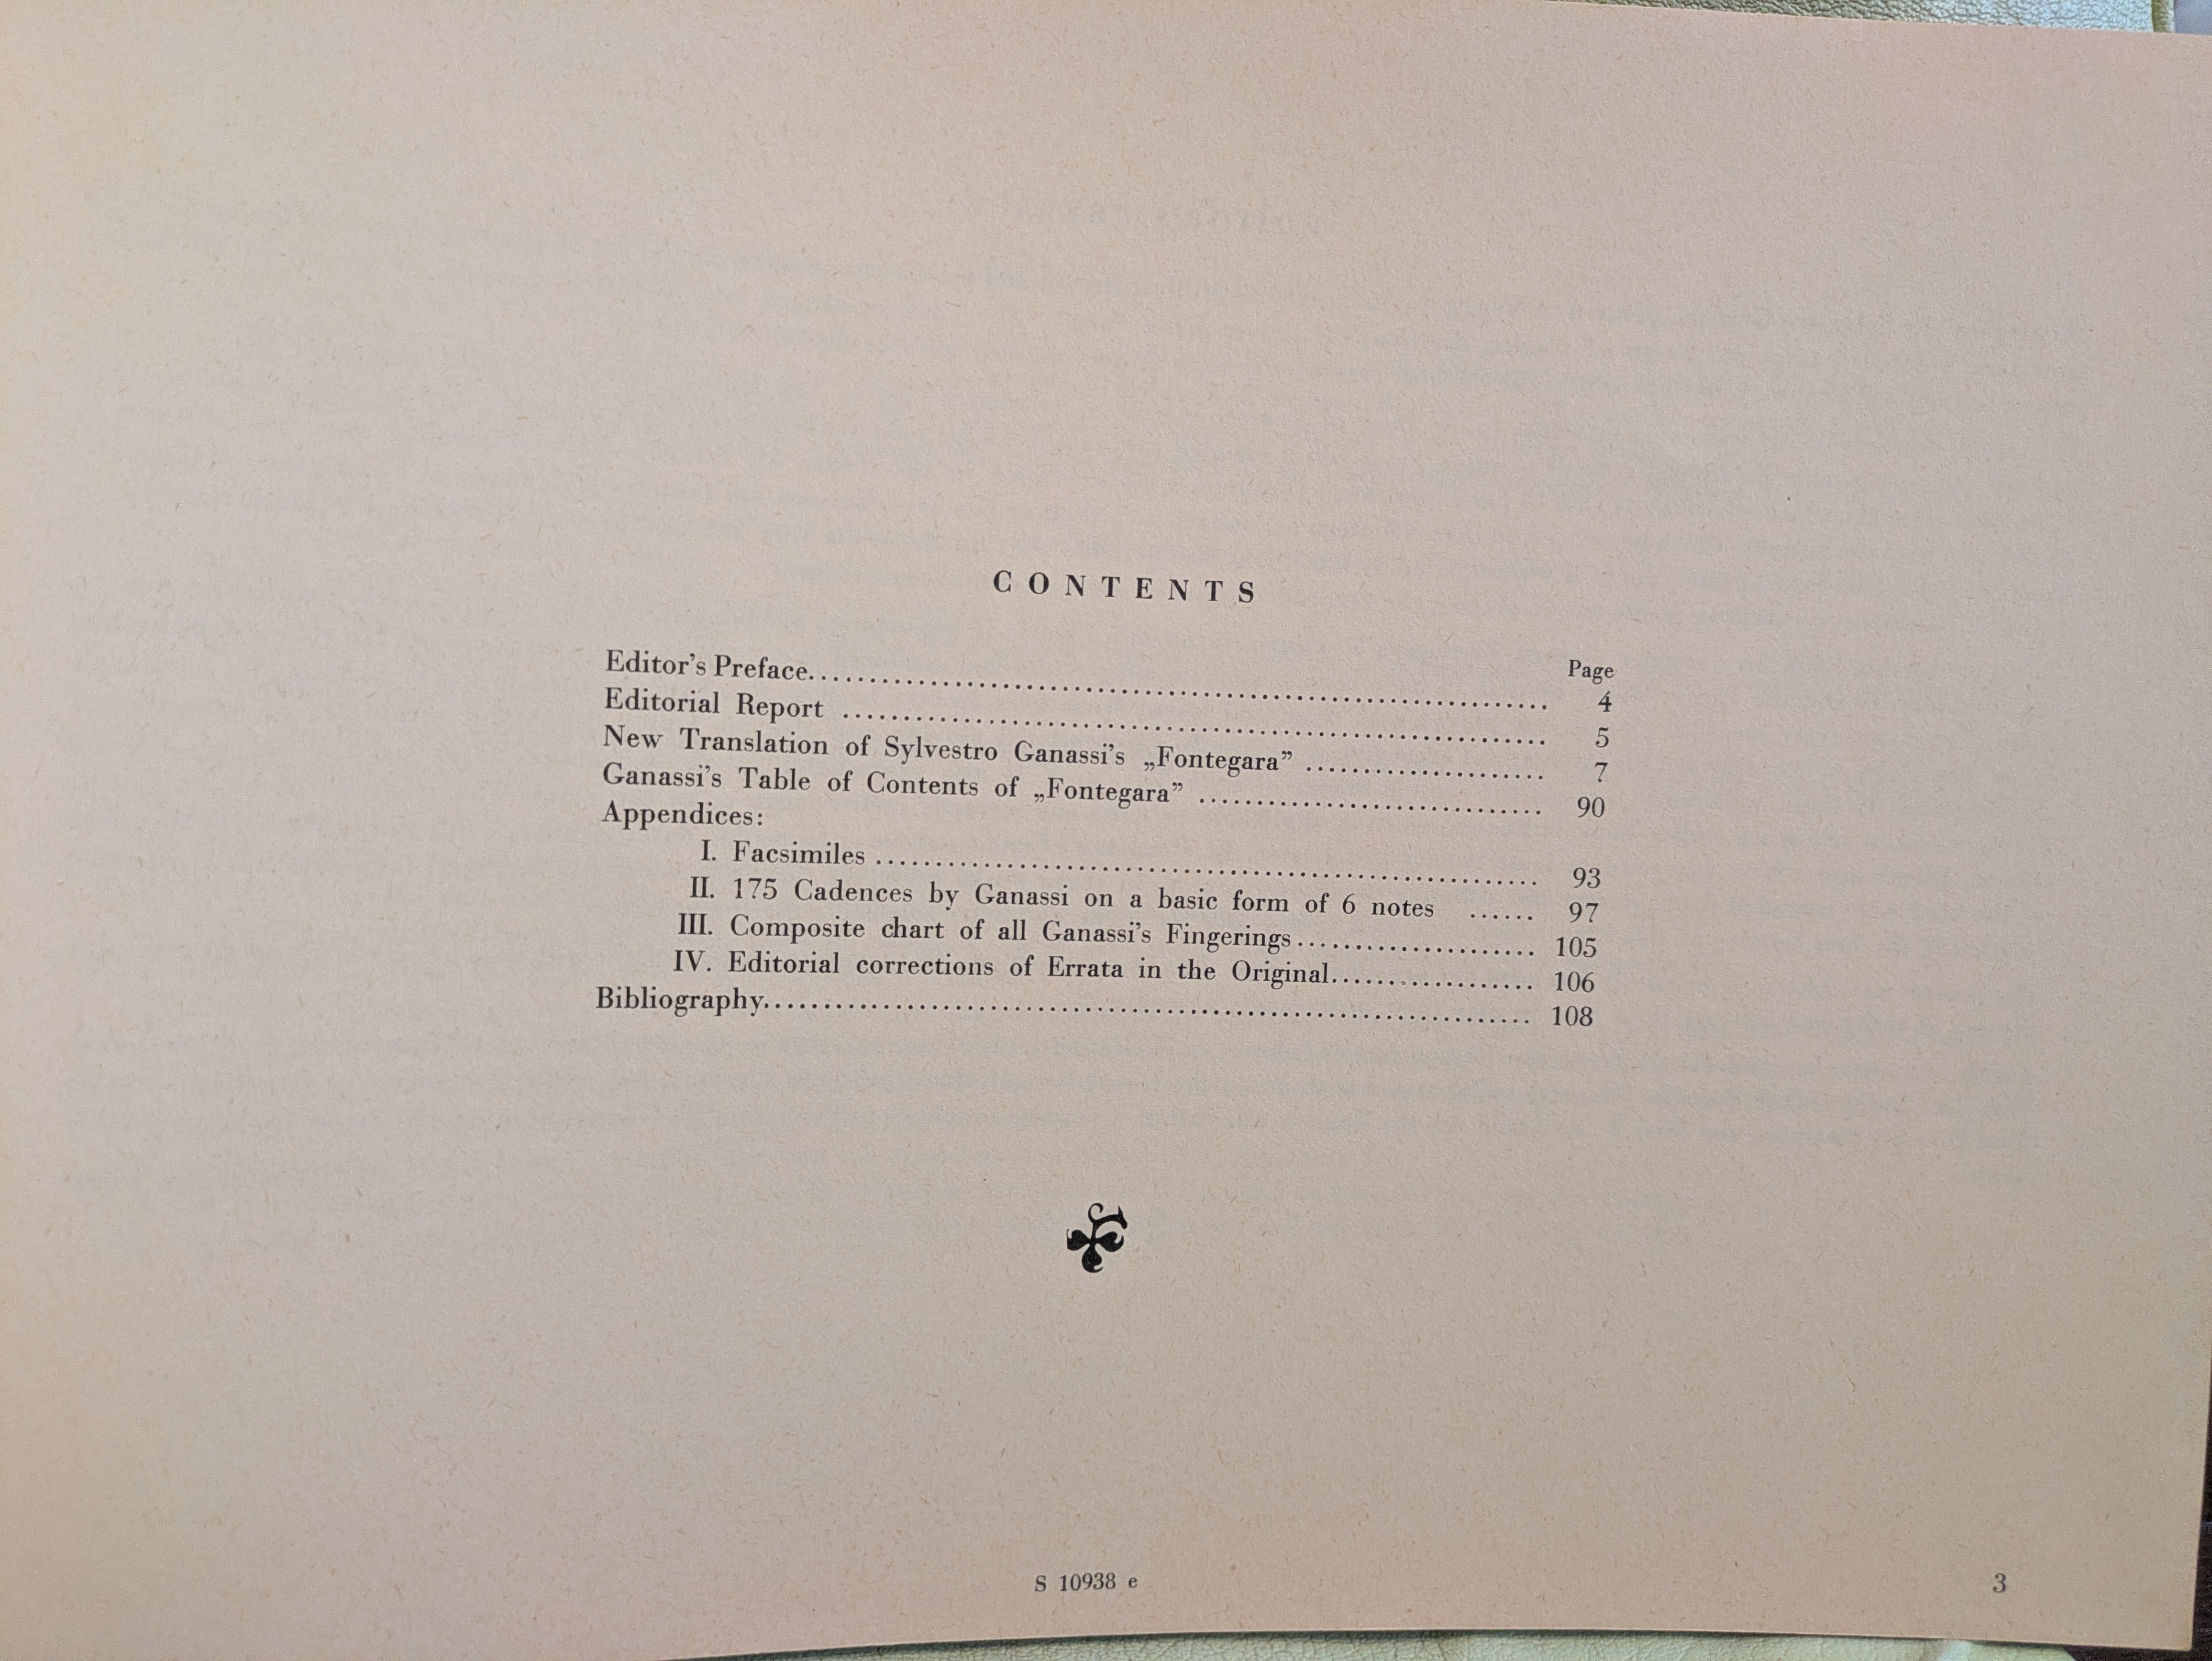 CONTENTS
Page
Editor's Preface........................................................................ 4
Editorial Report ........................................................................ 5
New Translation of Sylvestro Ganassi's „Fontegara” ...................... 7
Ganassi's Table of Contents of „Fontegara” ................................ 90
Appendices:
I. Facsimiles .................................................................. 93
II. 175 Cadences by Ganassi on a basic form of 6 notes ...... 97
III. Composite chart of all Ganassi's Fingerings...................... 105
IV. Editorial corrections of Errata in the Original................... 106
Bibliography........................................................................ 108
S 10938 e
3